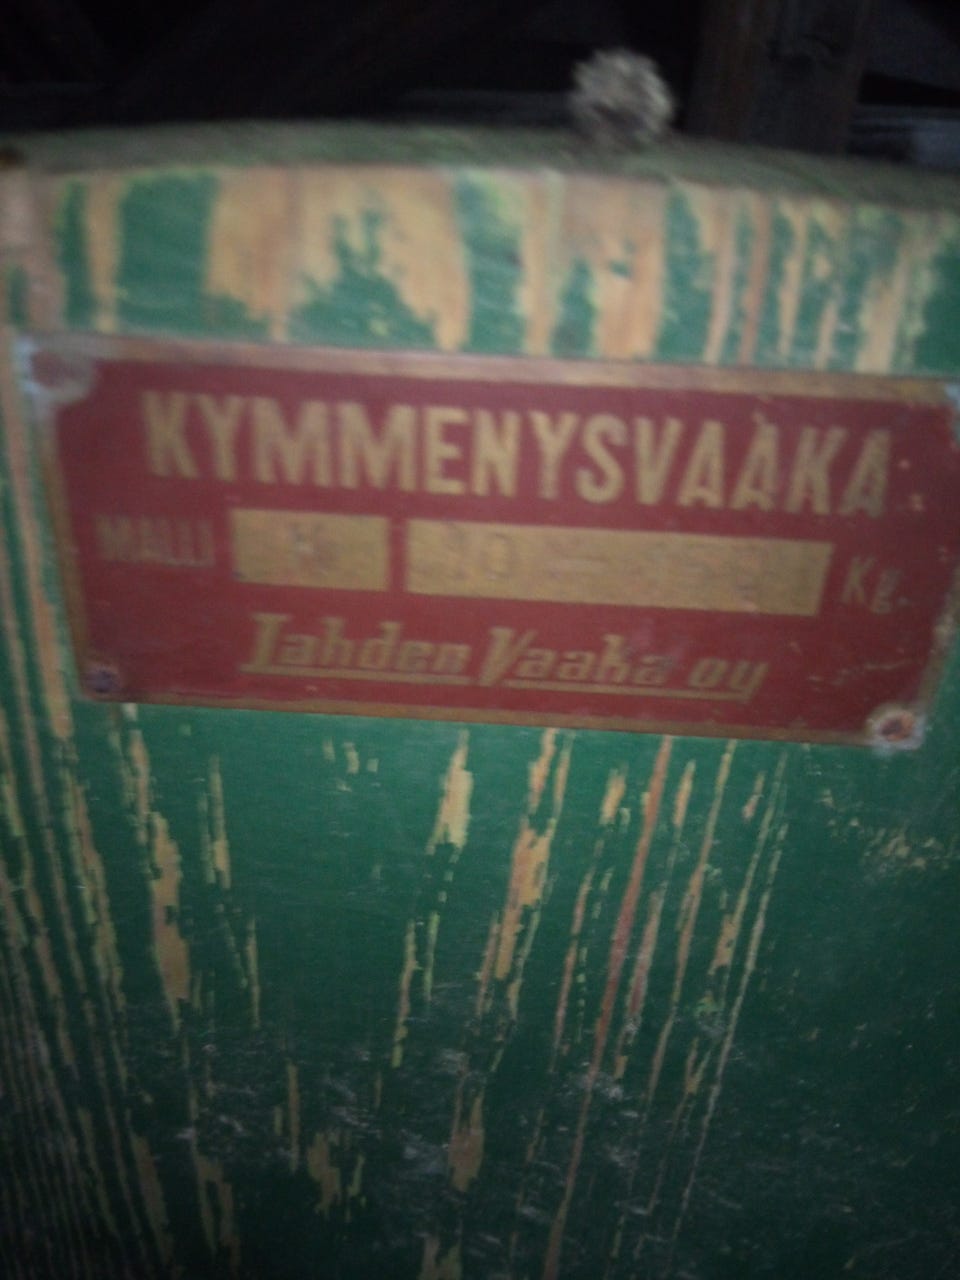 KYMMENYSVAAKA
MALLI Kg.
Lahden Vaaka oy